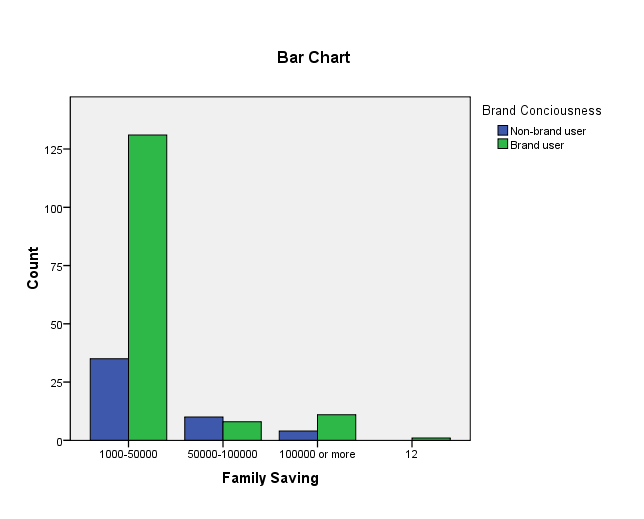 Bar Chart
Brand Conciousness
Non-brand user
Brand user
125
100
75
50
25
0
Count
1000-50000
50000-100000
100000 or more
12
Family Saving